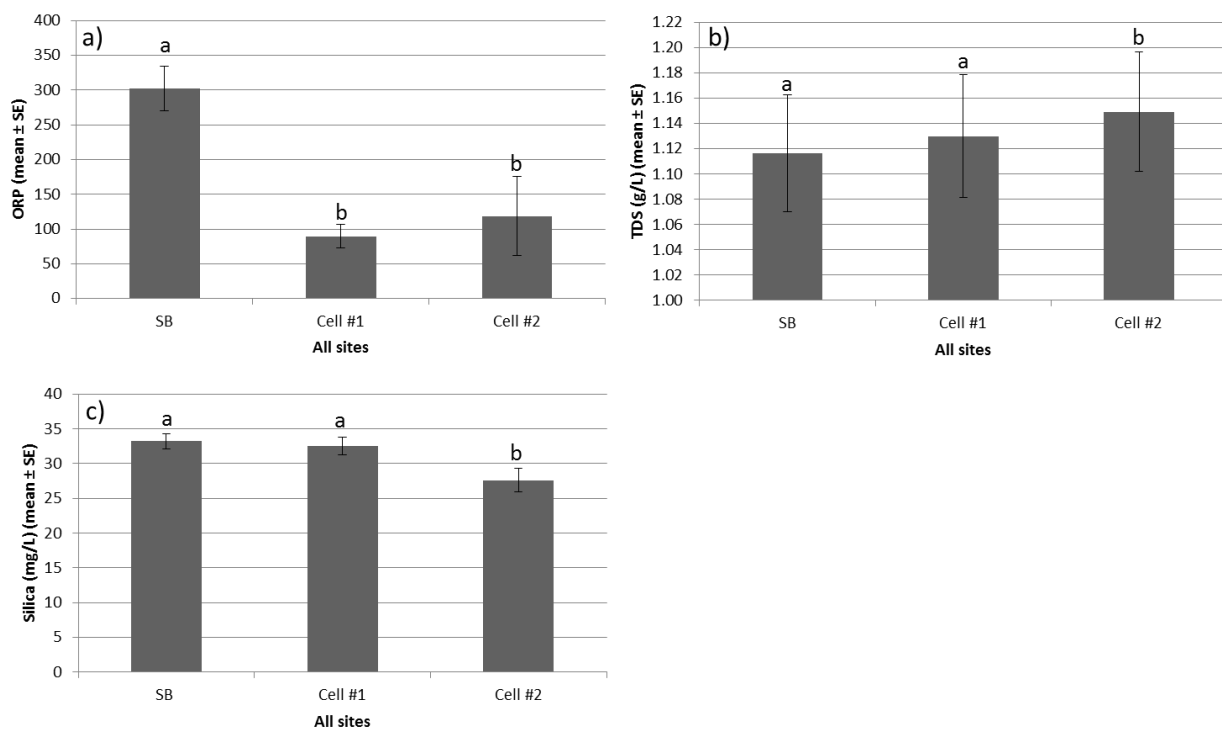 a)
ORP (mean ± SE)
400
350
300
250
200
150
100
50
0
a
b
b
SB Cell #1 Cell #2
All sites
b)
TDS (g/L) (mean ± SE)
1.22
1.20
1.18
1.16
1.14
1.12
1.10
1.08
1.06
1.04
1.02
1.00
a
a
b
SB Cell #1 Cell #2
All sites
c)
Silica (mg/L) (mean ± SE)
40
35
30
25
20
15
10
5
0
a
a
b
SB Cell #1 Cell #2
All sites